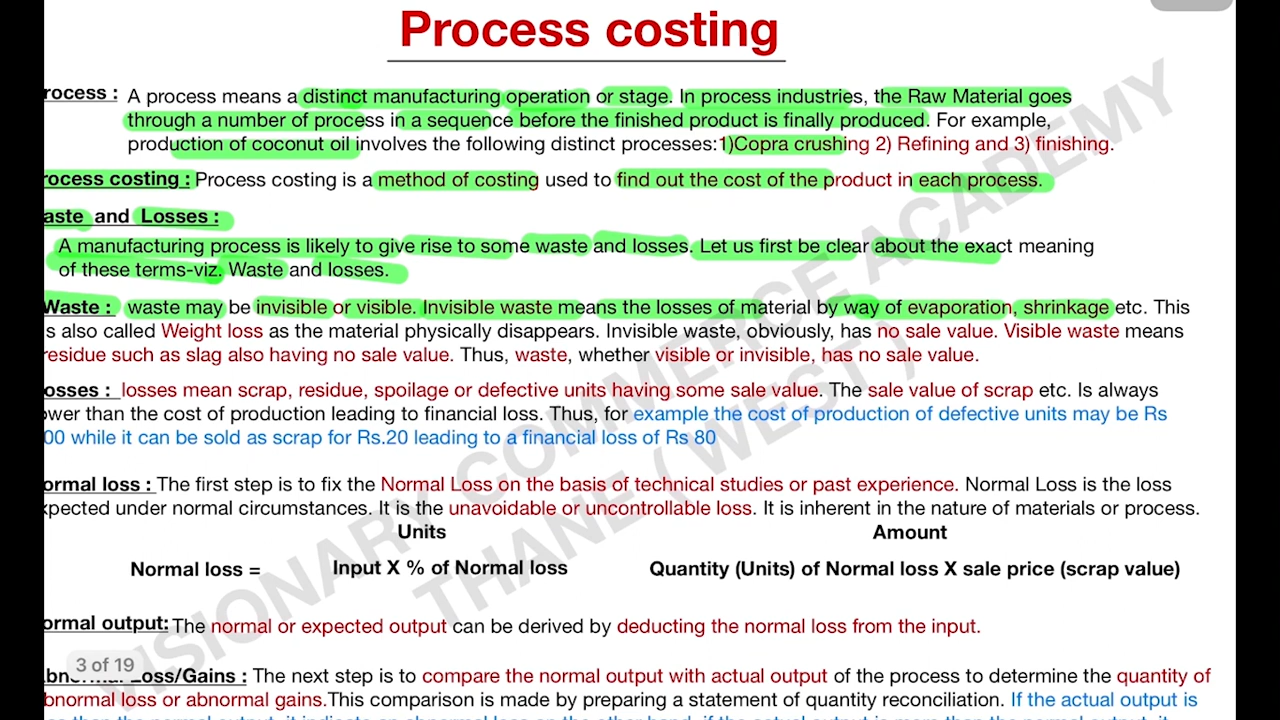 Process costing
rocess : A process means a distinct manufacturing operation or stage. In process industries, the Raw Material goes
through a number of process in a sequence before the finished product is finally produced. For example,
production of coconut oil involves the following distinct processes:1)Copra crushing 2) Refining and 3) finishing.
rocess costing : Process costing is a method of costing used to find out the cost of the product in each process.
aste and Losses :
A manufacturing process is likely to give rise to some waste and losses. Let us first be clear about the exact meaning
of these terms-viz. Waste and losses.
Waste : waste may be invisible or visible. Invisible waste means the losses of material by way of evaporation, shrinkage etc. This
s also called Weight loss as the material physically disappears. Invisible waste, obviously, has no sale value. Visible waste means
residue such as slag also having no sale value. Thus, waste, whether visible or invisible, has no sale value.
osses : losses mean scrap, residue, spoilage or defective units having some sale value. The sale value of scrap etc. Is always
ower than the cost of production leading to financial loss. Thus, for example the cost of production of defective units may be Rs
00 while it can be sold as scrap for Rs.20 leading to a financial loss of Rs 80
ormal loss : The first step is to fix the Normal Loss on the basis of technical studies or past experience. Normal Loss is the loss
xpected under normal circumstances. It is the unavoidable or uncontrollable loss. It is inherent in the nature of materials or process.
Units Amount
Normal loss = Input X % of Normal loss Quantity (Units) of Normal loss X sale price (scrap value)
ormal output: The normal or expected output can be derived by deducting the normal loss from the input.
3 of 19
bnormal Loss/Gains : The next step is to compare the normal output with actual output of the process to determine the quantity of
bnormal loss or abnormal gains.This comparison is made by preparing a statement of quantity reconciliation. If the actual output is
VISIONARY COMMERCE ACADEMY
THANE ( WEST )